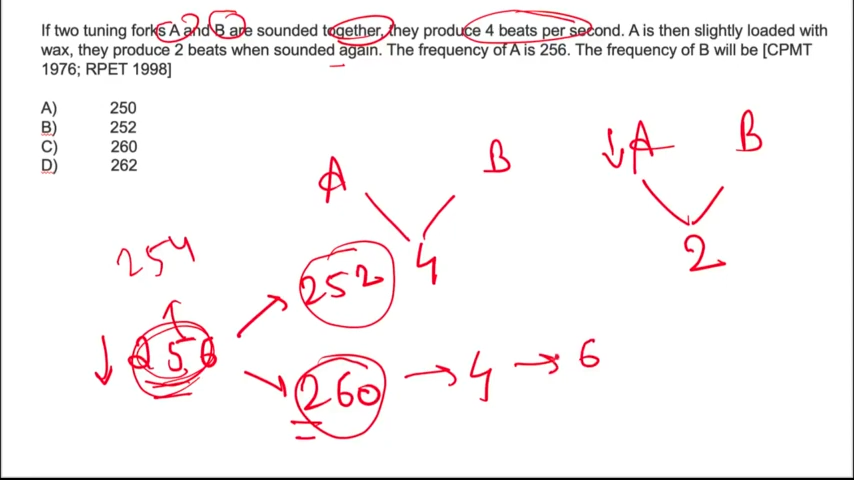 If two tuning forks A and B are sounded together, they produce 4 beats per second. A is then slightly loaded with
wax, they produce 2 beats when sounded again. The frequency of A is 256. The frequency of B will be [CPMT
1976; RPET 1998]
A) 250
B) 252
C) 260
D) 262
A B
↓A B
4
2
254
↓ 256
252
260 → 4 → 6